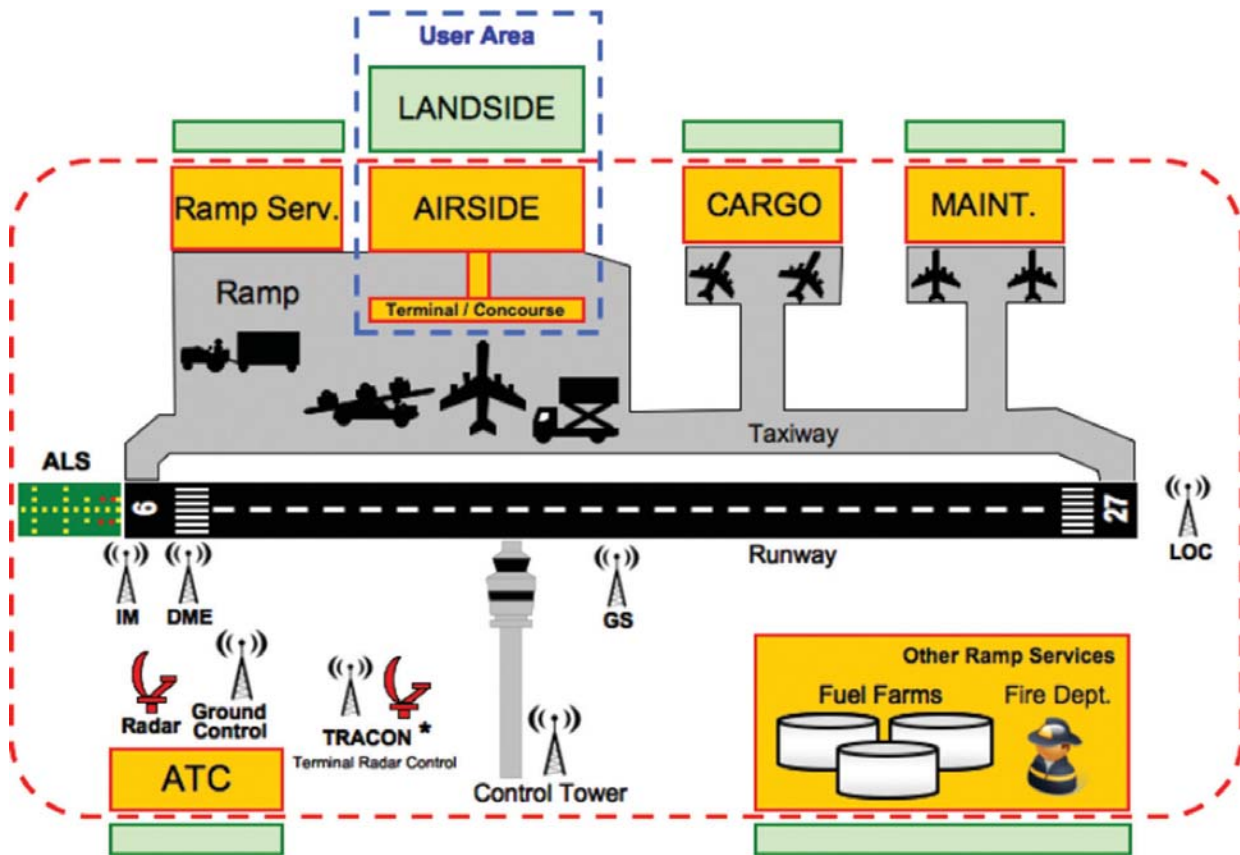 User Area
LANDSIDE
Ramp Serv.
AIRSIDE
CARGO
MAINT.
Ramp
Terminal / Concourse
Taxiway
ALS
6
27
Runway
LOC
IM
DME
GS
Radar
Ground
Control
TRACON *
Terminal Radar Control
ATC
Control Tower
Other Ramp Services
Fuel Farms
Fire Dept.